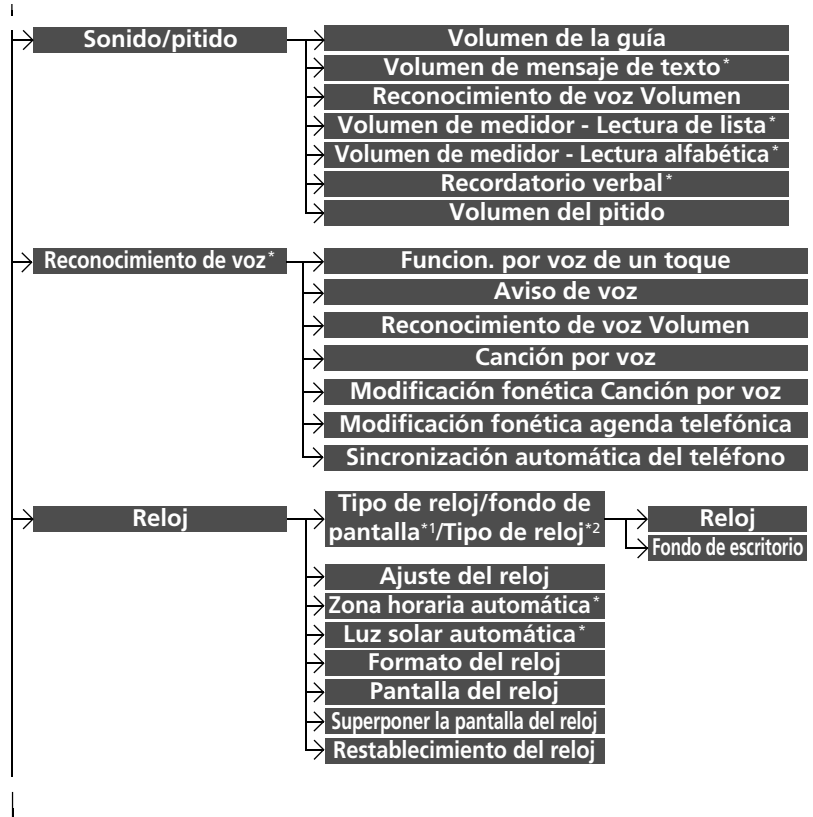 Sonido/pitido
Volumen de la guía
Volumen de mensaje de texto*
Reconocimiento de voz Volumen
Volumen de medidor - Lectura de lista*
Volumen de medidor - Lectura alfabética*
Recordatorio verbal*
Volumen del pitido
Reconocimiento de voz*
Funcion. por voz de un toque
Aviso de voz
Reconocimiento de voz Volumen
Canción por voz
Modificación fonética Canción por voz
Modificación fonética agenda telefónica
Sincronización automática del teléfono
Reloj
Tipo de reloj/fondo de
pantalla*1/Tipo de reloj*2
Reloj
Fondo de escritorio
Ajuste del reloj
Zona horaria automática*
Luz solar automática*
Formato del reloj
Pantalla del reloj
Superponer la pantalla del reloj
Restablecimiento del reloj